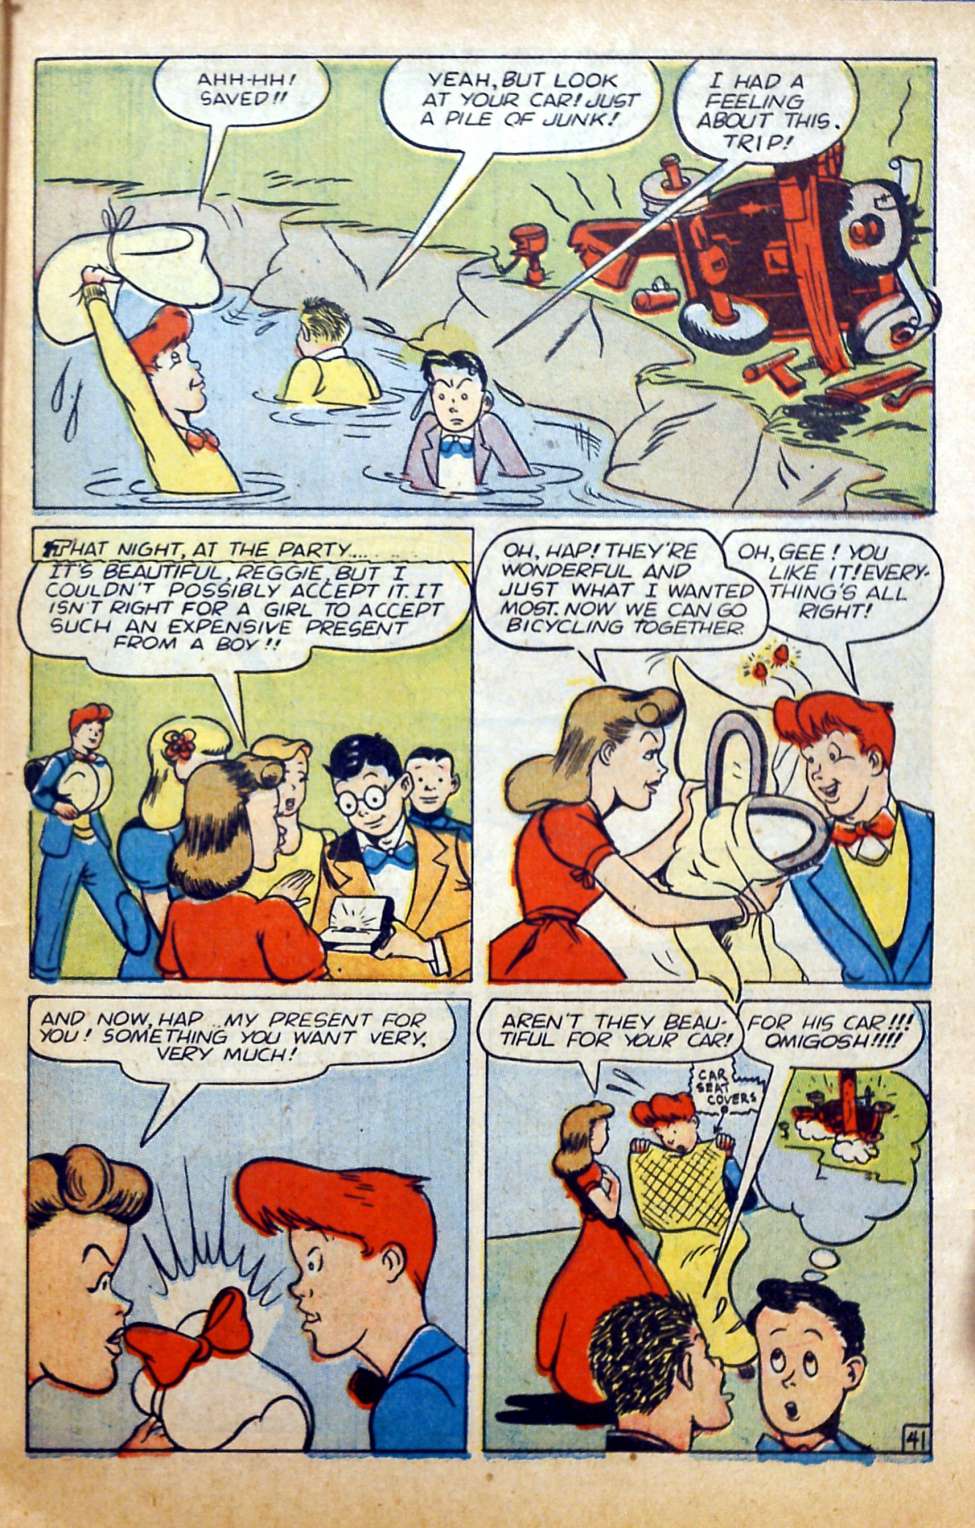 AHH-HH!
SAVED!!
YEAH, BUT LOOK
AT YOUR CAR! JUST
A PILE OF JUNK!
I HAD A
FEELING
ABOUT THIS.
TRIP!
THAT NIGHT, AT THE PARTY....
IT'S BEAUTIFUL, REGGIE, BUT I
COULDN'T POSSIBLY ACCEPT IT. IT
ISN'T RIGHT FOR A GIRL TO ACCEPT
SUCH AN EXPENSIVE PRESENT
FROM A BOY!!
OH, HAP! THEY'RE
WONDERFUL AND
JUST WHAT I WANTED
MOST. NOW WE CAN GO
BICYCLING TOGETHER.
OH, GEE! YOU
LIKE IT! EVERY-
THING'S ALL
RIGHT!
AND NOW, HAP...MY PRESENT FOR
YOU! SOMETHING YOU WANT VERY,
VERY MUCH!
AREN'T THEY BEAU-
TIFUL FOR YOUR CAR!
FOR HIS CAR!!!
OMIGOSH!!!!
CAR
SEAT
COVERS
41